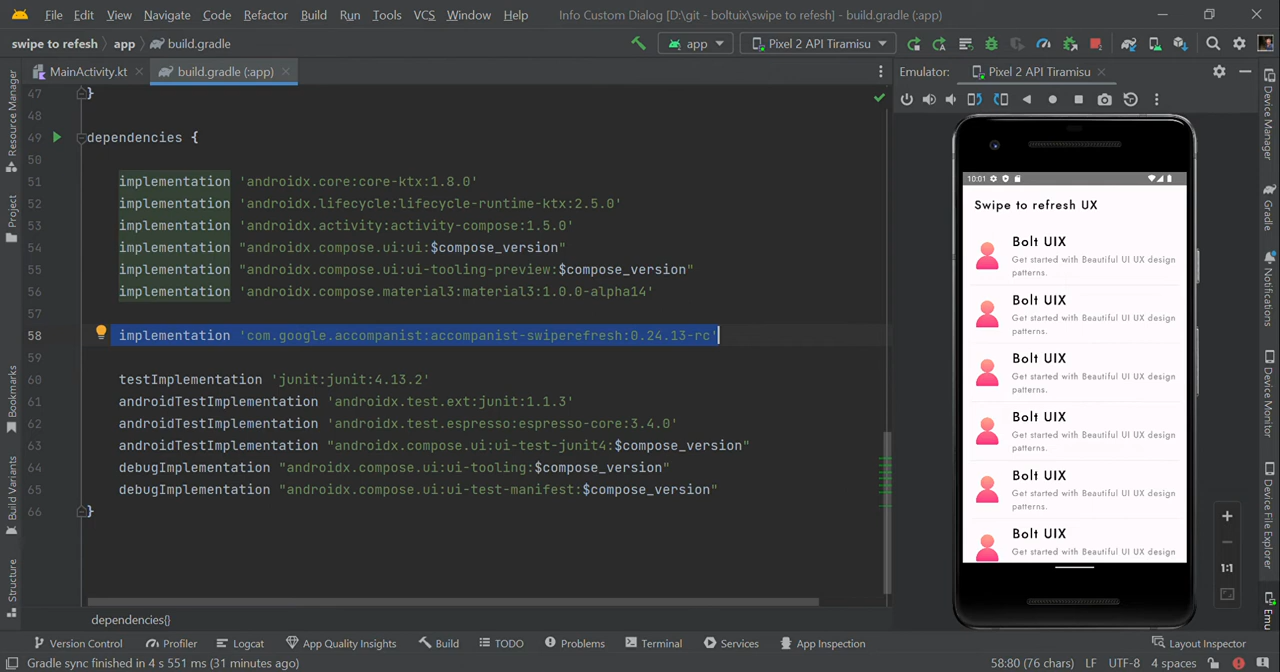 File Edit View Navigate Code Refactor Build Run Tools VCS Window Help Info Custom Dialog [D:\git - boltuix\swipe to refesh] - build.gradle (:app)
swipe to refesh app build.gradle app Pixel 2 API Tiramisu
MainActivity.kt build.gradle (:app) Emulator: Pixel 2 API Tiramisu
47 }
48
49 dependencies {
50
51 implementation 'androidx.core:core-ktx:1.8.0'
52 implementation 'androidx.lifecycle:lifecycle-runtime-ktx:2.5.0'
53 implementation 'androidx.activity:activity-compose:1.5.0'
54 implementation "androidx.compose.ui:ui:$compose_version"
55 implementation "androidx.compose.ui:ui-tooling-preview:$compose_version"
56 implementation 'androidx.compose.material3:material3:1.0.0-alpha14'
57
58 implementation 'com.google.accompanist:accompanist-swiperefresh:0.24.13-rc'
59
60 testImplementation 'junit:junit:4.13.2'
61 androidTestImplementation 'androidx.test.ext:junit:1.1.3'
62 androidTestImplementation 'androidx.test.espresso:espresso-core:3.4.0'
63 androidTestImplementation "androidx.compose.ui:ui-test-junit4:$compose_version"
64 debugImplementation "androidx.compose.ui:ui-tooling:$compose_version"
65 debugImplementation "androidx.compose.ui:ui-test-manifest:$compose_version"
66 }
dependencies()
Resource Manager
Project
Bookmarks
Build Variants
Structure
10:01
Swipe to refresh UX
Bolt UIX
Get started with Beautiful UI UX design
patterns.
Bolt UIX
Get started with Beautiful UI UX design
patterns.
Bolt UIX
Get started with Beautiful UI UX design
patterns.
Bolt UIX
Get started with Beautiful UI UX design
patterns.
Bolt UIX
Get started with Beautiful UI UX design
patterns.
Bolt UIX
Get started with Beautiful UI UX design
1:1
Device Manager
Gradle
Notifications
Device Monitor
Device File Explorer
Emu
Version Control Profiler Logcat App Quality Insights Build TODO Problems Terminal Services App Inspection Layout Inspector
Gradle sync finished in 4 s 551 ms (31 minutes ago) 58:80 (76 chars) LF UTF-8 4 spaces